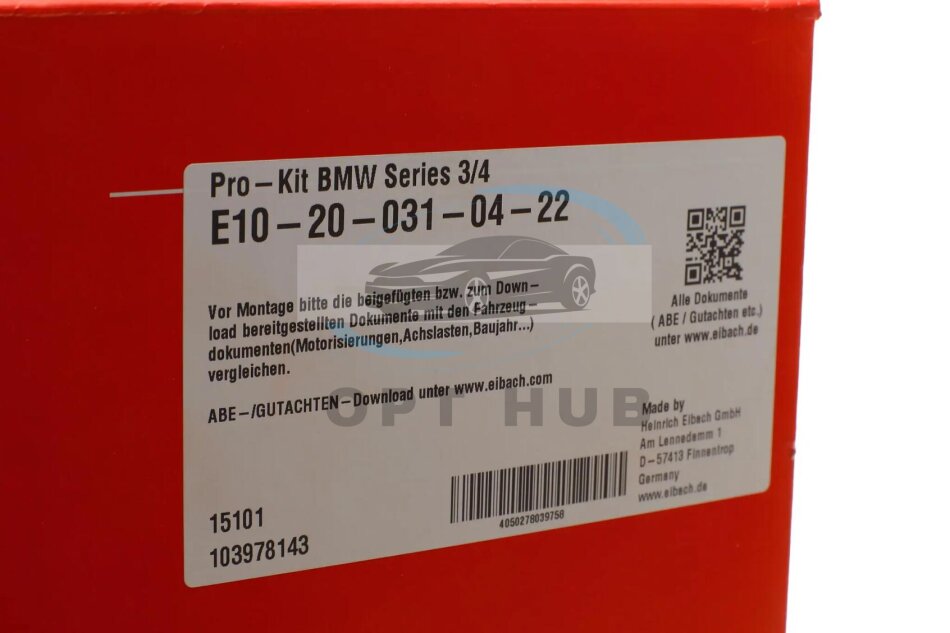 Pro-Kit BMW Series 3/4
E10-20-031-04-22
Vor Montage bitte die beigefügten bzw. zum Down-
load bereitgestellten Dokumente mit den Fahrzeug-
dokumenten(Motorisierungen,Achslasten,Baujahr...)
vergleichen.
ABE-/GUTACHTEN-Download unter www.eibach.com
Alle Dokumente
( ABE / Gutachten etc.)
unter www.eibach.de
OPT HUB
Made by
Heinrich Eibach GmbH
Am Lennedamm 1
D-57413 Finnentrop
Germany
www.eibach.de
4050278039758
15101
103978143